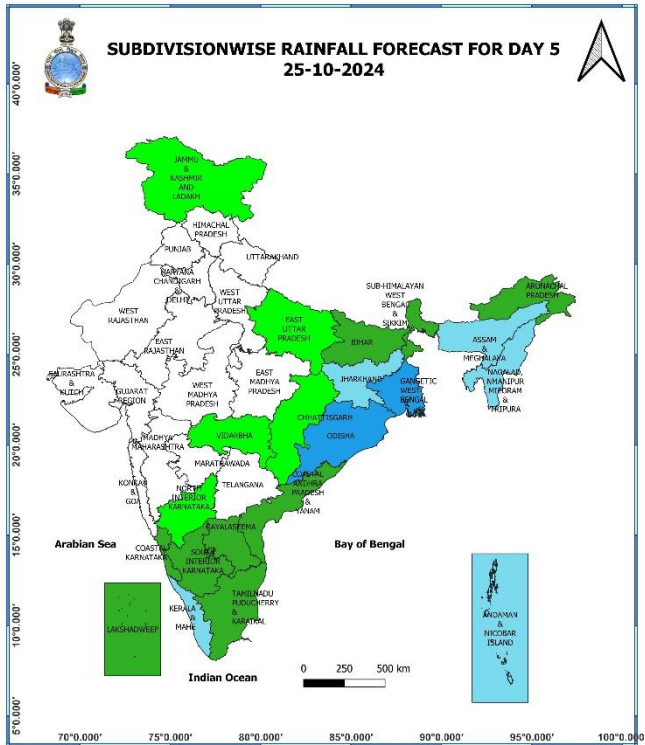 SUBDIVISIONWISE RAINFALL FORECAST FOR DAY 5
25-10-2024
40°0.000'
35°0.000'
30°0.000'
25°0.000'
20°0.000'
15°0.000'
10°0.000'
5°0.000'
JAMMU
&
KASHMIR
AND
LADAKH
HIMACHAL
PRADESH
PUNJAB
UTTARAKHAND
HARYANA
CHANDIGARH
&
DELHI
WEST
UTTAR
PRADESH
WEST
RAJASTHAN
EAST
RAJASTHAN
EAST
UTTAR
PRADESH
SUB-HIMALAYAN
WEST
BENGAL
&
SIKKIM
ARUNACHAL
PRADESH
BIHAR
ASSAM
&
MEGHALAYA
NAGALAD,
MANIPUR
MIZORAM
&
TRIPURA
SAURASHTRA
&
KUTCH
GUJARAT
REGION
WEST
MADHYA
PRADESH
EAST
MADHYA
PRADESH
JHARKHAND
GANGETIC
WEST
BENGAL
CHHATTISGARH
ODISHA
VIDARBHA
MADHYA
MAHARASHTRA
MARATHWADA
TELANGANA
COASTAL
ANDHRA
PRADESH
&
YANAM
KONKAN
&
GOA
NORTH
INTERIOR
KARNATAKA
RAYALASEEMA
Arabian Sea
Bay of Bengal
COASTAL
KARNATAKA
SOUTH
INTERIOR
KARNATAKA
TAMILNADU
PUDUCHERRY
&
KARAIKAL
KERALA
&
MAHE
LAKSHADWEEP
ANDAMAN
&
NICOBAR
ISLAND
Indian Ocean
0 250 500 km
70°0.000' 75°0.000' 80°0.000' 85°0.000' 90°0.000' 95°0.000' 100°0.000'